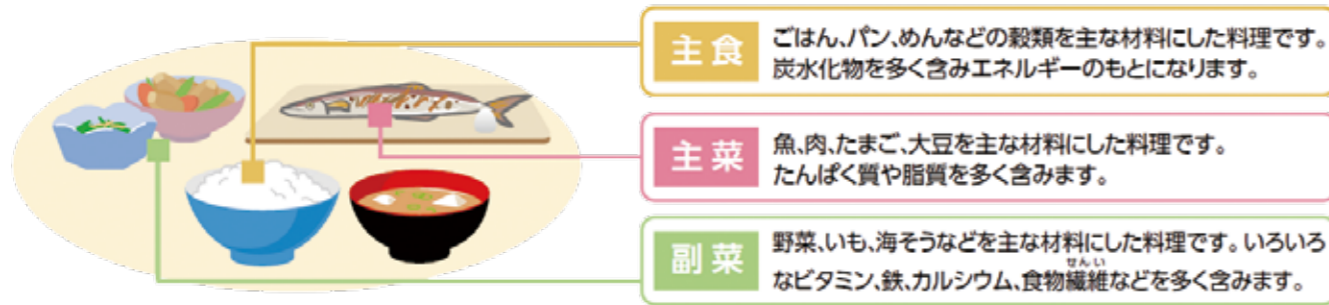 主食
ごはん、パン、めんなどの穀類を主な材料にした料理です。
炭水化物を多く含みエネルギーのもとになります。
主菜
魚、肉、たまご、大豆を主な材料にした料理です。
たんぱく質や脂質を多く含みます。
副菜
野菜、いも、海そうなどを主な材料にした料理です。いろいろ
せんい
なビタミン、鉄、カルシウム、食物繊維などを多く含みます。